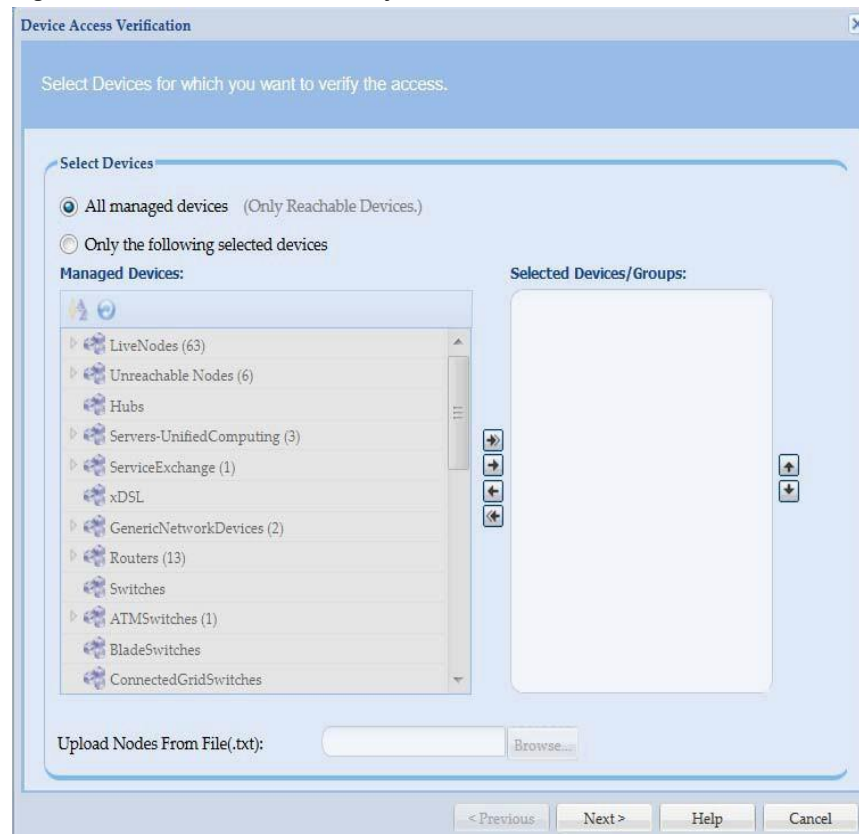 Device Access Verification
Select Devices for which you want to verify the access.
Select Devices
All managed devices (Only Reachable Devices.)
Only the following selected devices
Managed Devices:
Selected Devices/Groups:
LiveNodes (63)
Unreachable Nodes (6)
Hubs
Servers-UnifiedComputing (3)
ServiceExchange (1)
xDSL
GenericNetworkDevices (2)
Routers (13)
Switches
ATMSwitches (1)
BladeSwitches
ConnectedGridSwitches
Upload Nodes From File(.txt):
Browse...
< Previous
Next >
Help
Cancel